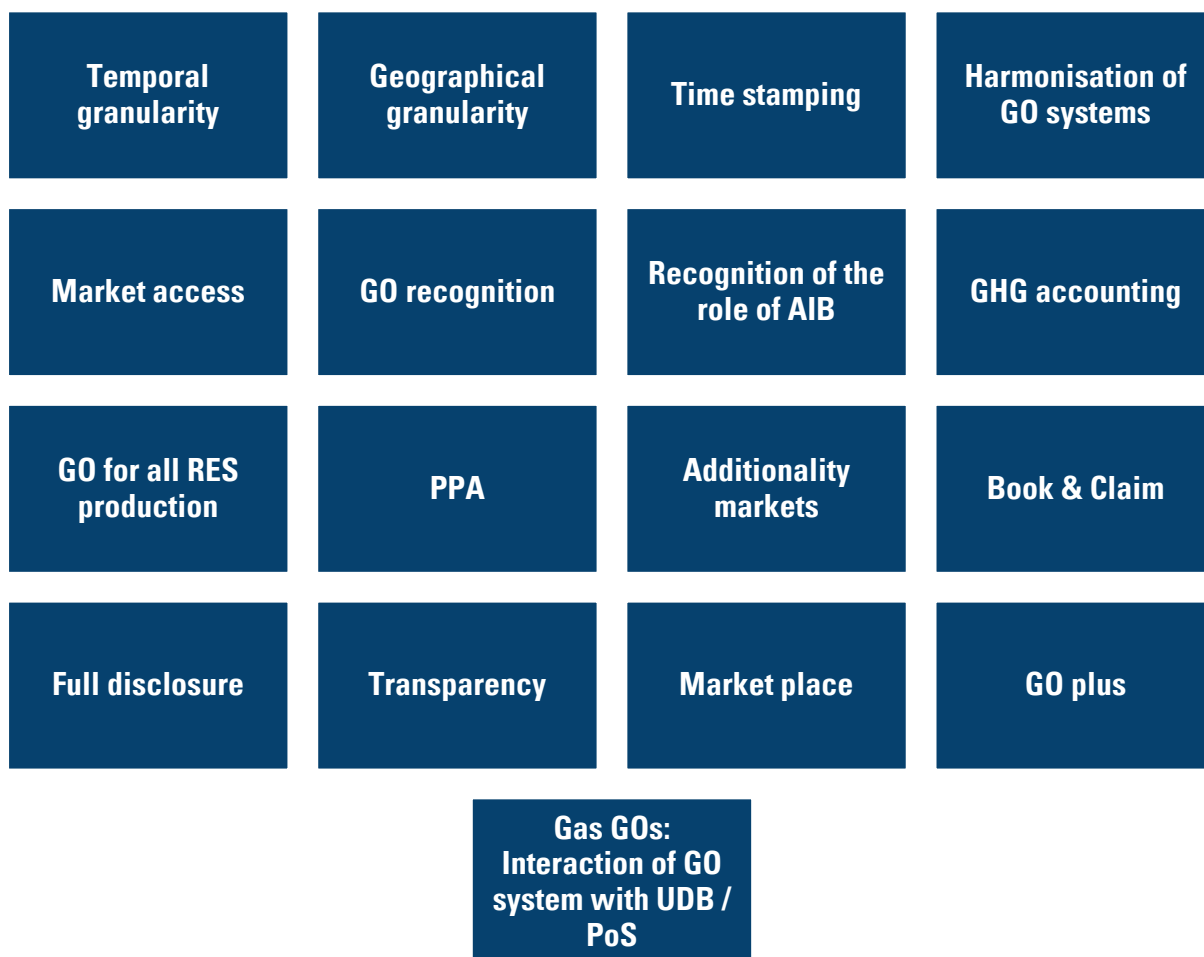 Temporal
granularity
Geographical
granularity
Time stamping
Harmonisation of
GO systems
Market access
GO recognition
Recognition of the
role of AIB
GHG accounting
GO for all RES
production
PPA
Additionality
markets
Book & Claim
Full disclosure
Transparency
Market place
GO plus
Gas GOs:
Interaction of GO
system with UDB /
PoS